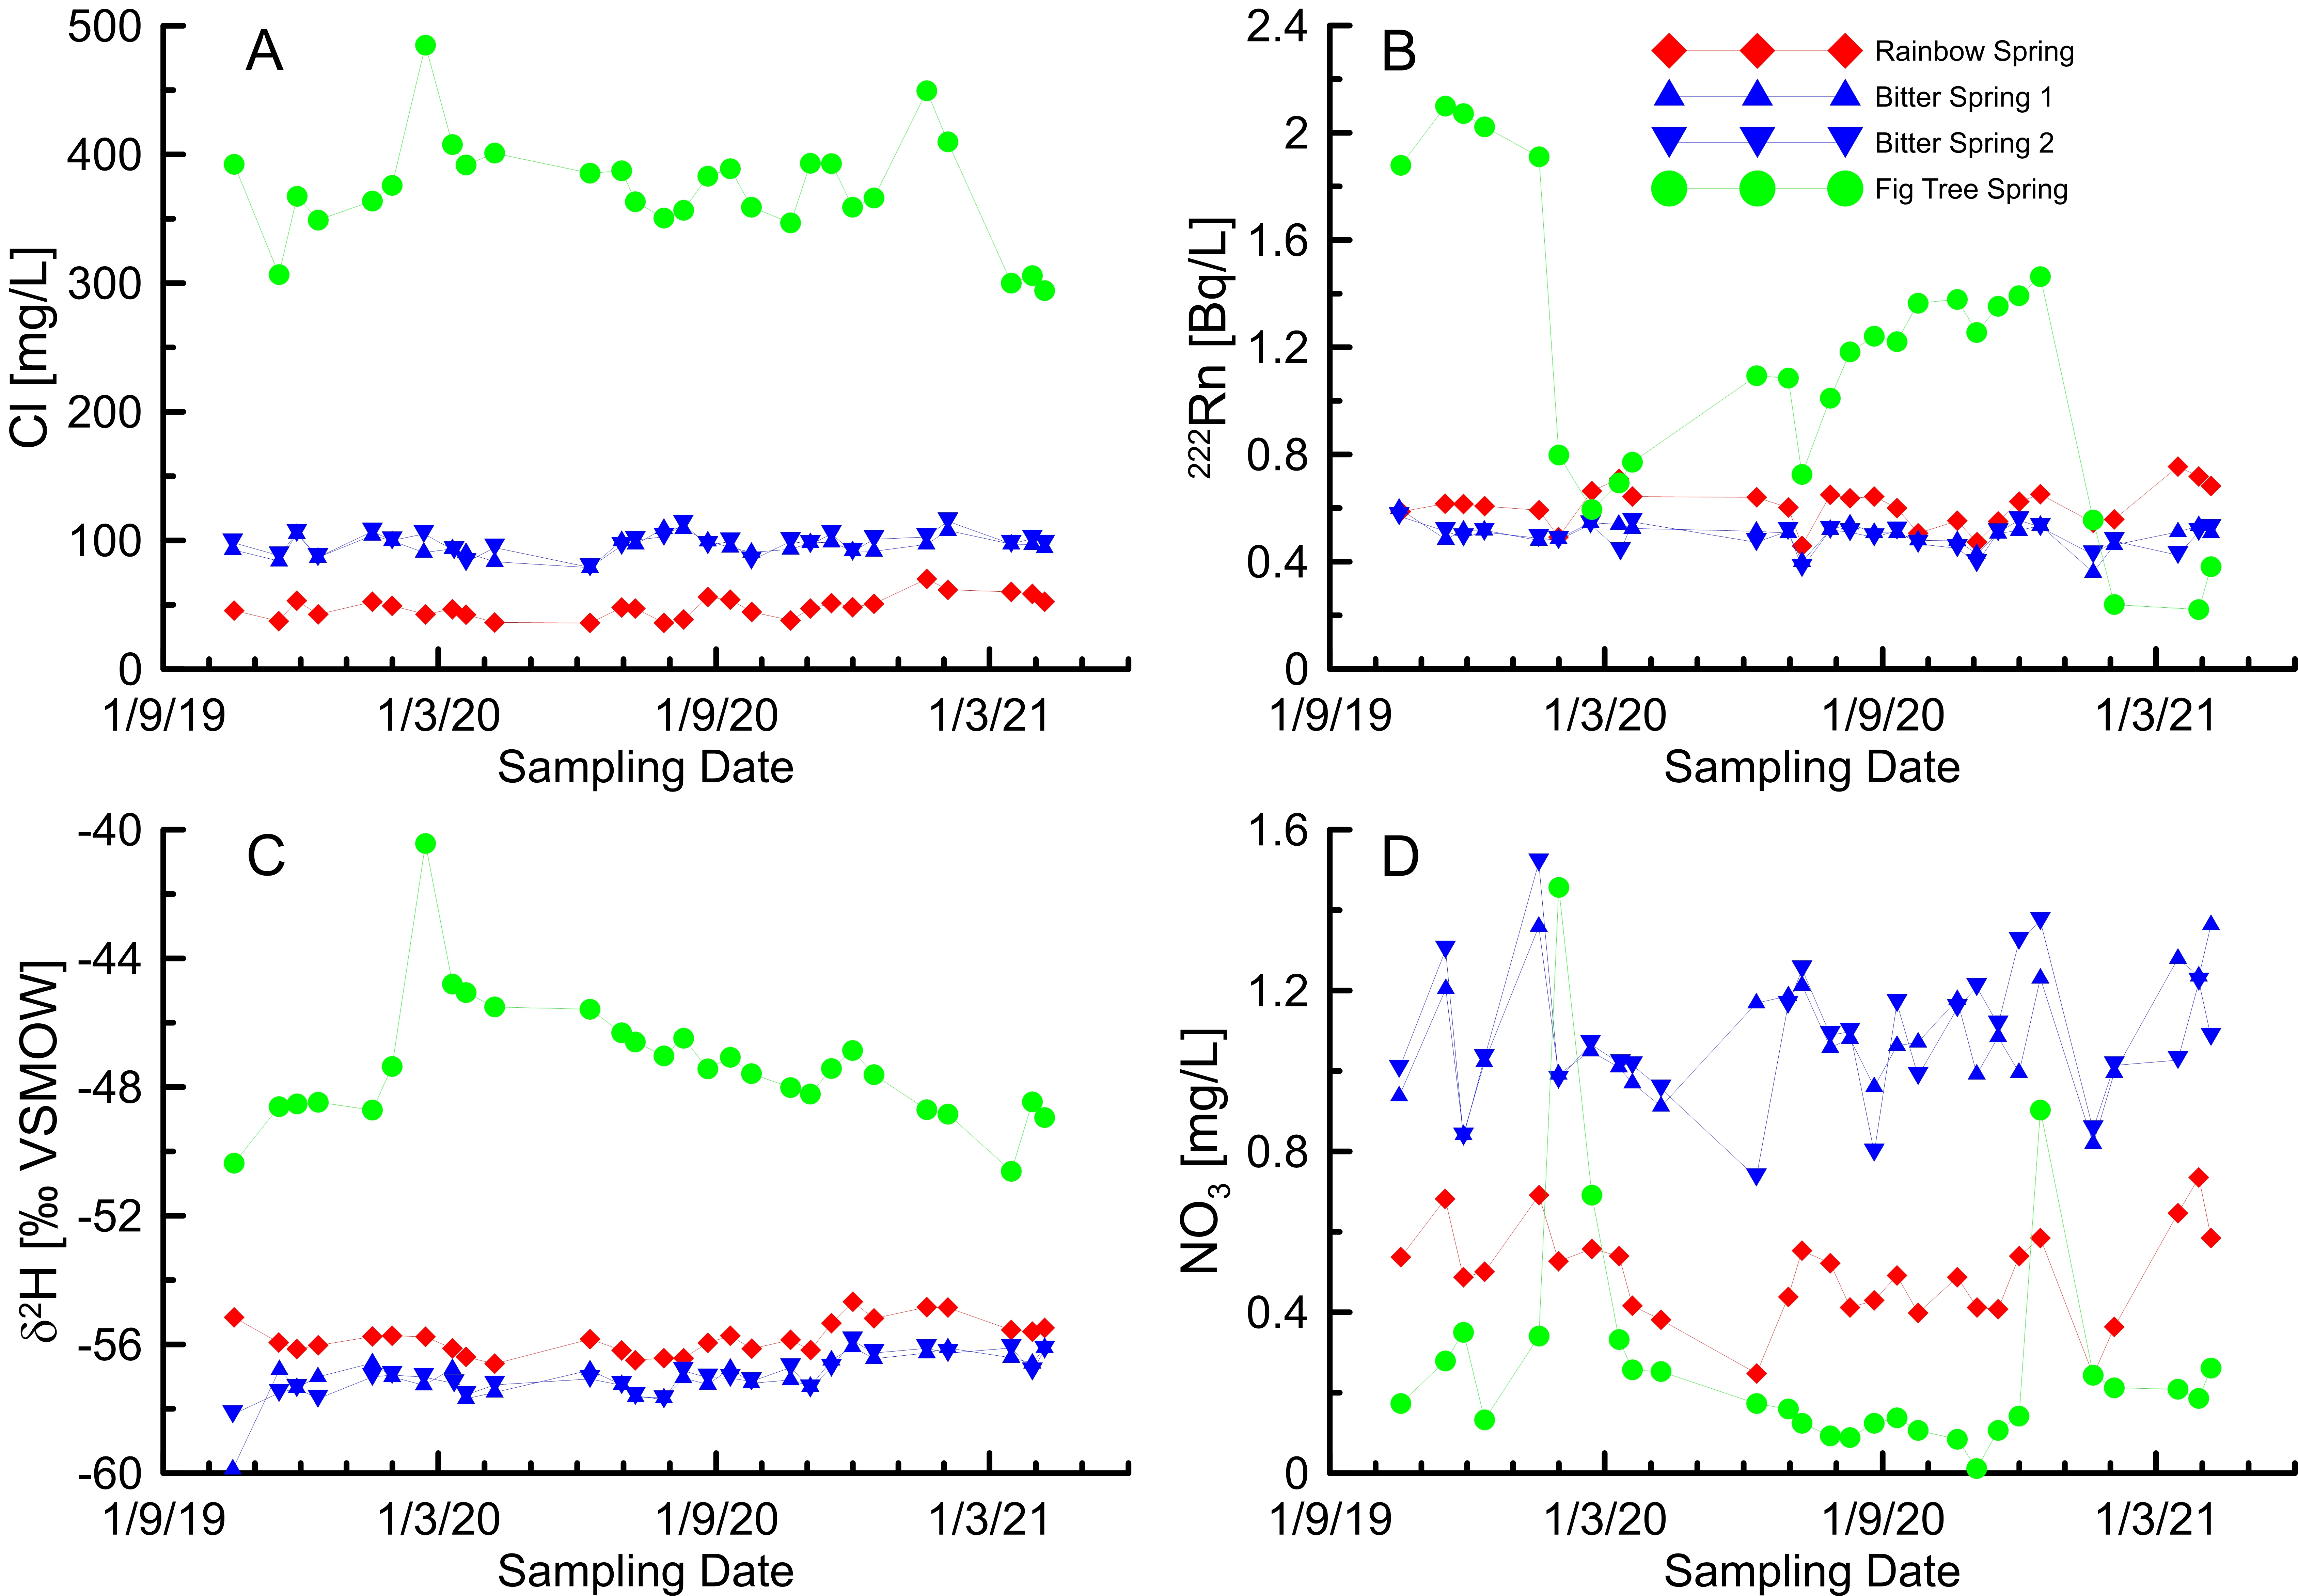 A
500
400
300
200
100
0
Cl [mg/L]
1/9/19 1/3/20 1/9/20 1/3/21
Sampling Date
B
2.4
2
1.6
1.2
0.8
0.4
0
²²²Rn [Bq/L]
Rainbow Spring
Bitter Spring 1
Bitter Spring 2
Fig Tree Spring
1/9/19 1/3/20 1/9/20 1/3/21
Sampling Date
C
-40
-44
-48
-52
-56
-60
δ²H [‰ VSMOW]
1/9/19 1/3/20 1/9/20 1/3/21
Sampling Date
D
1.6
1.2
0.8
0.4
0
NO₃ [mg/L]
1/9/19 1/3/20 1/9/20 1/3/21
Sampling Date